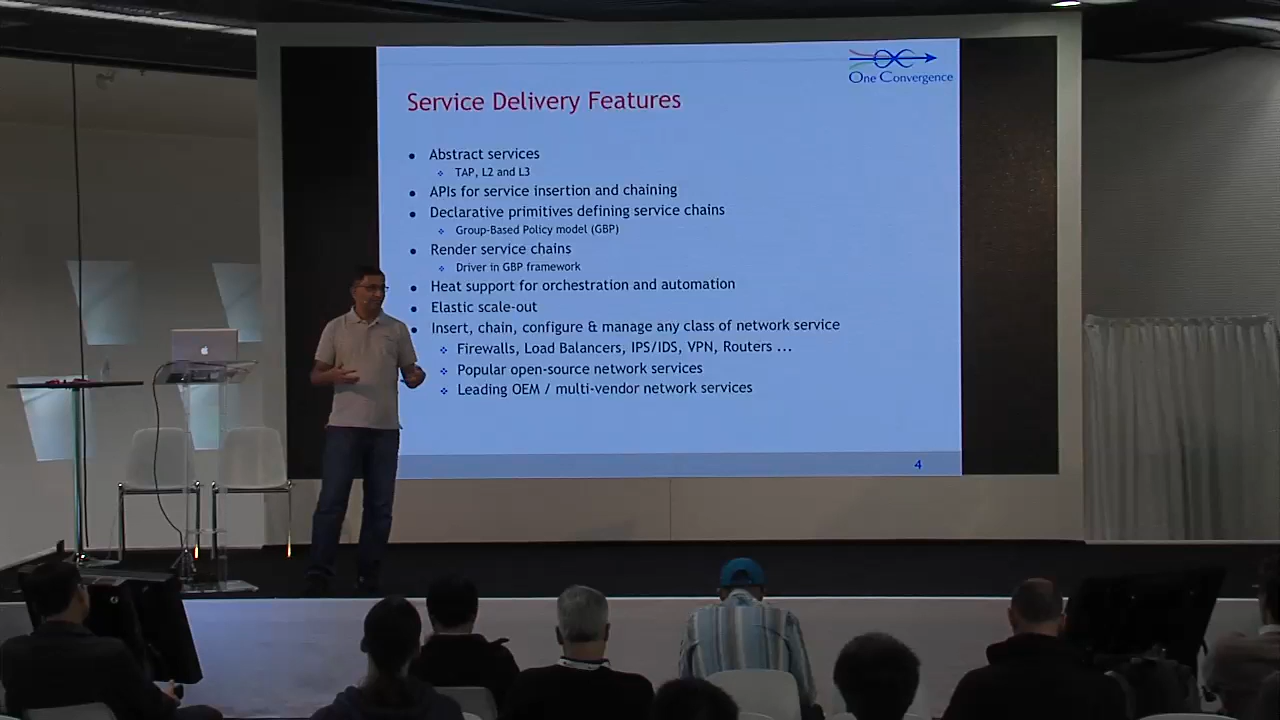 One Convergence
Service Delivery Features
Abstract services
TAP, L2 and L3
APIs for service insertion and chaining
Declarative primitives defining service chains
Group-Based Policy model (GBP)
Render service chains
Driver in GBP framework
Heat support for orchestration and automation
Elastic scale-out
Insert, chain, configure & manage any class of network service
Firewalls, Load Balancers, IPS/IDS, VPN, Routers ...
Popular open-source network services
Leading OEM / multi-vendor network services
4